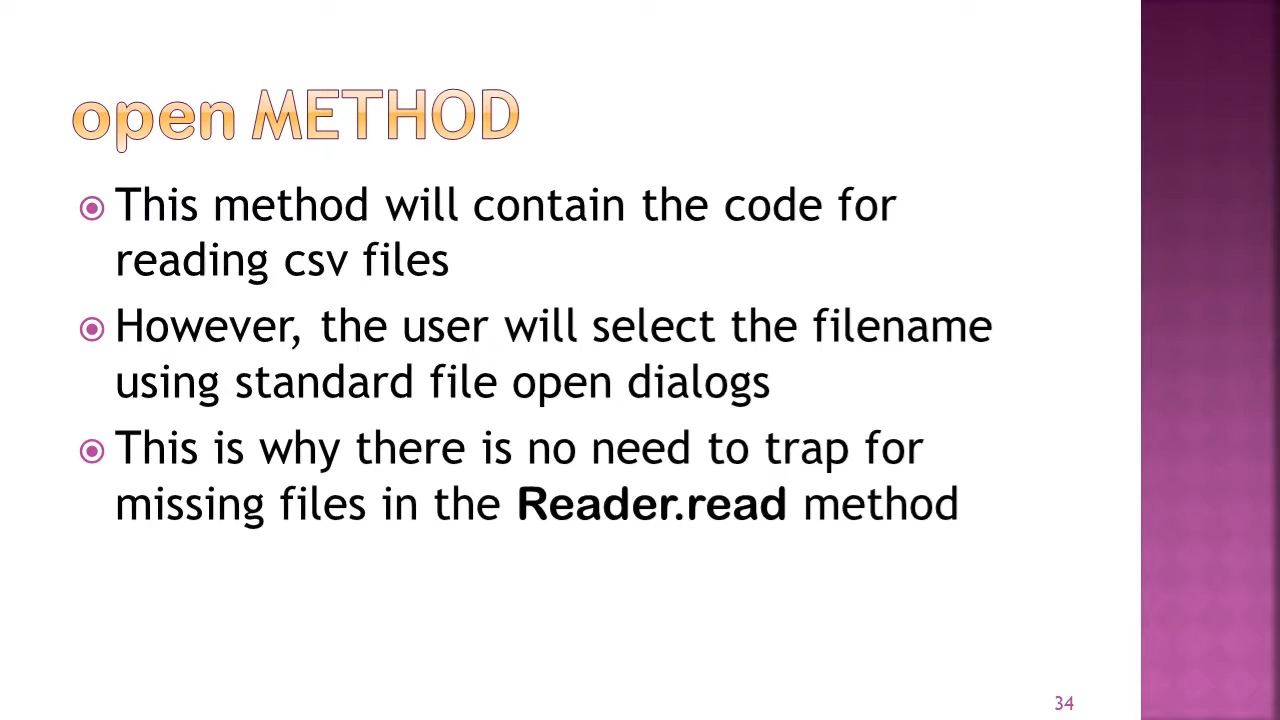 open METHOD
This method will contain the code for
reading csv files
However, the user will select the filename
using standard file open dialogs
This is why there is no need to trap for
missing files in the Reader.read method
34